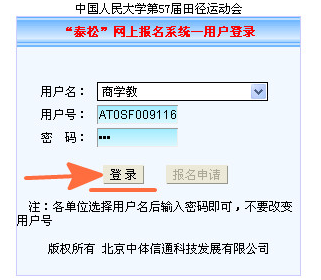 中国人民大学第57届田径运动会
“泰松”网上报名系统—用户登录
用户名： 商学教
用户号： AT0SF009116
密 码： •••
登 录 报名申请
注：各单位选择用户名后输入密码即可，不要改变
用户号
版权所有 北京中体信通科技发展有限公司